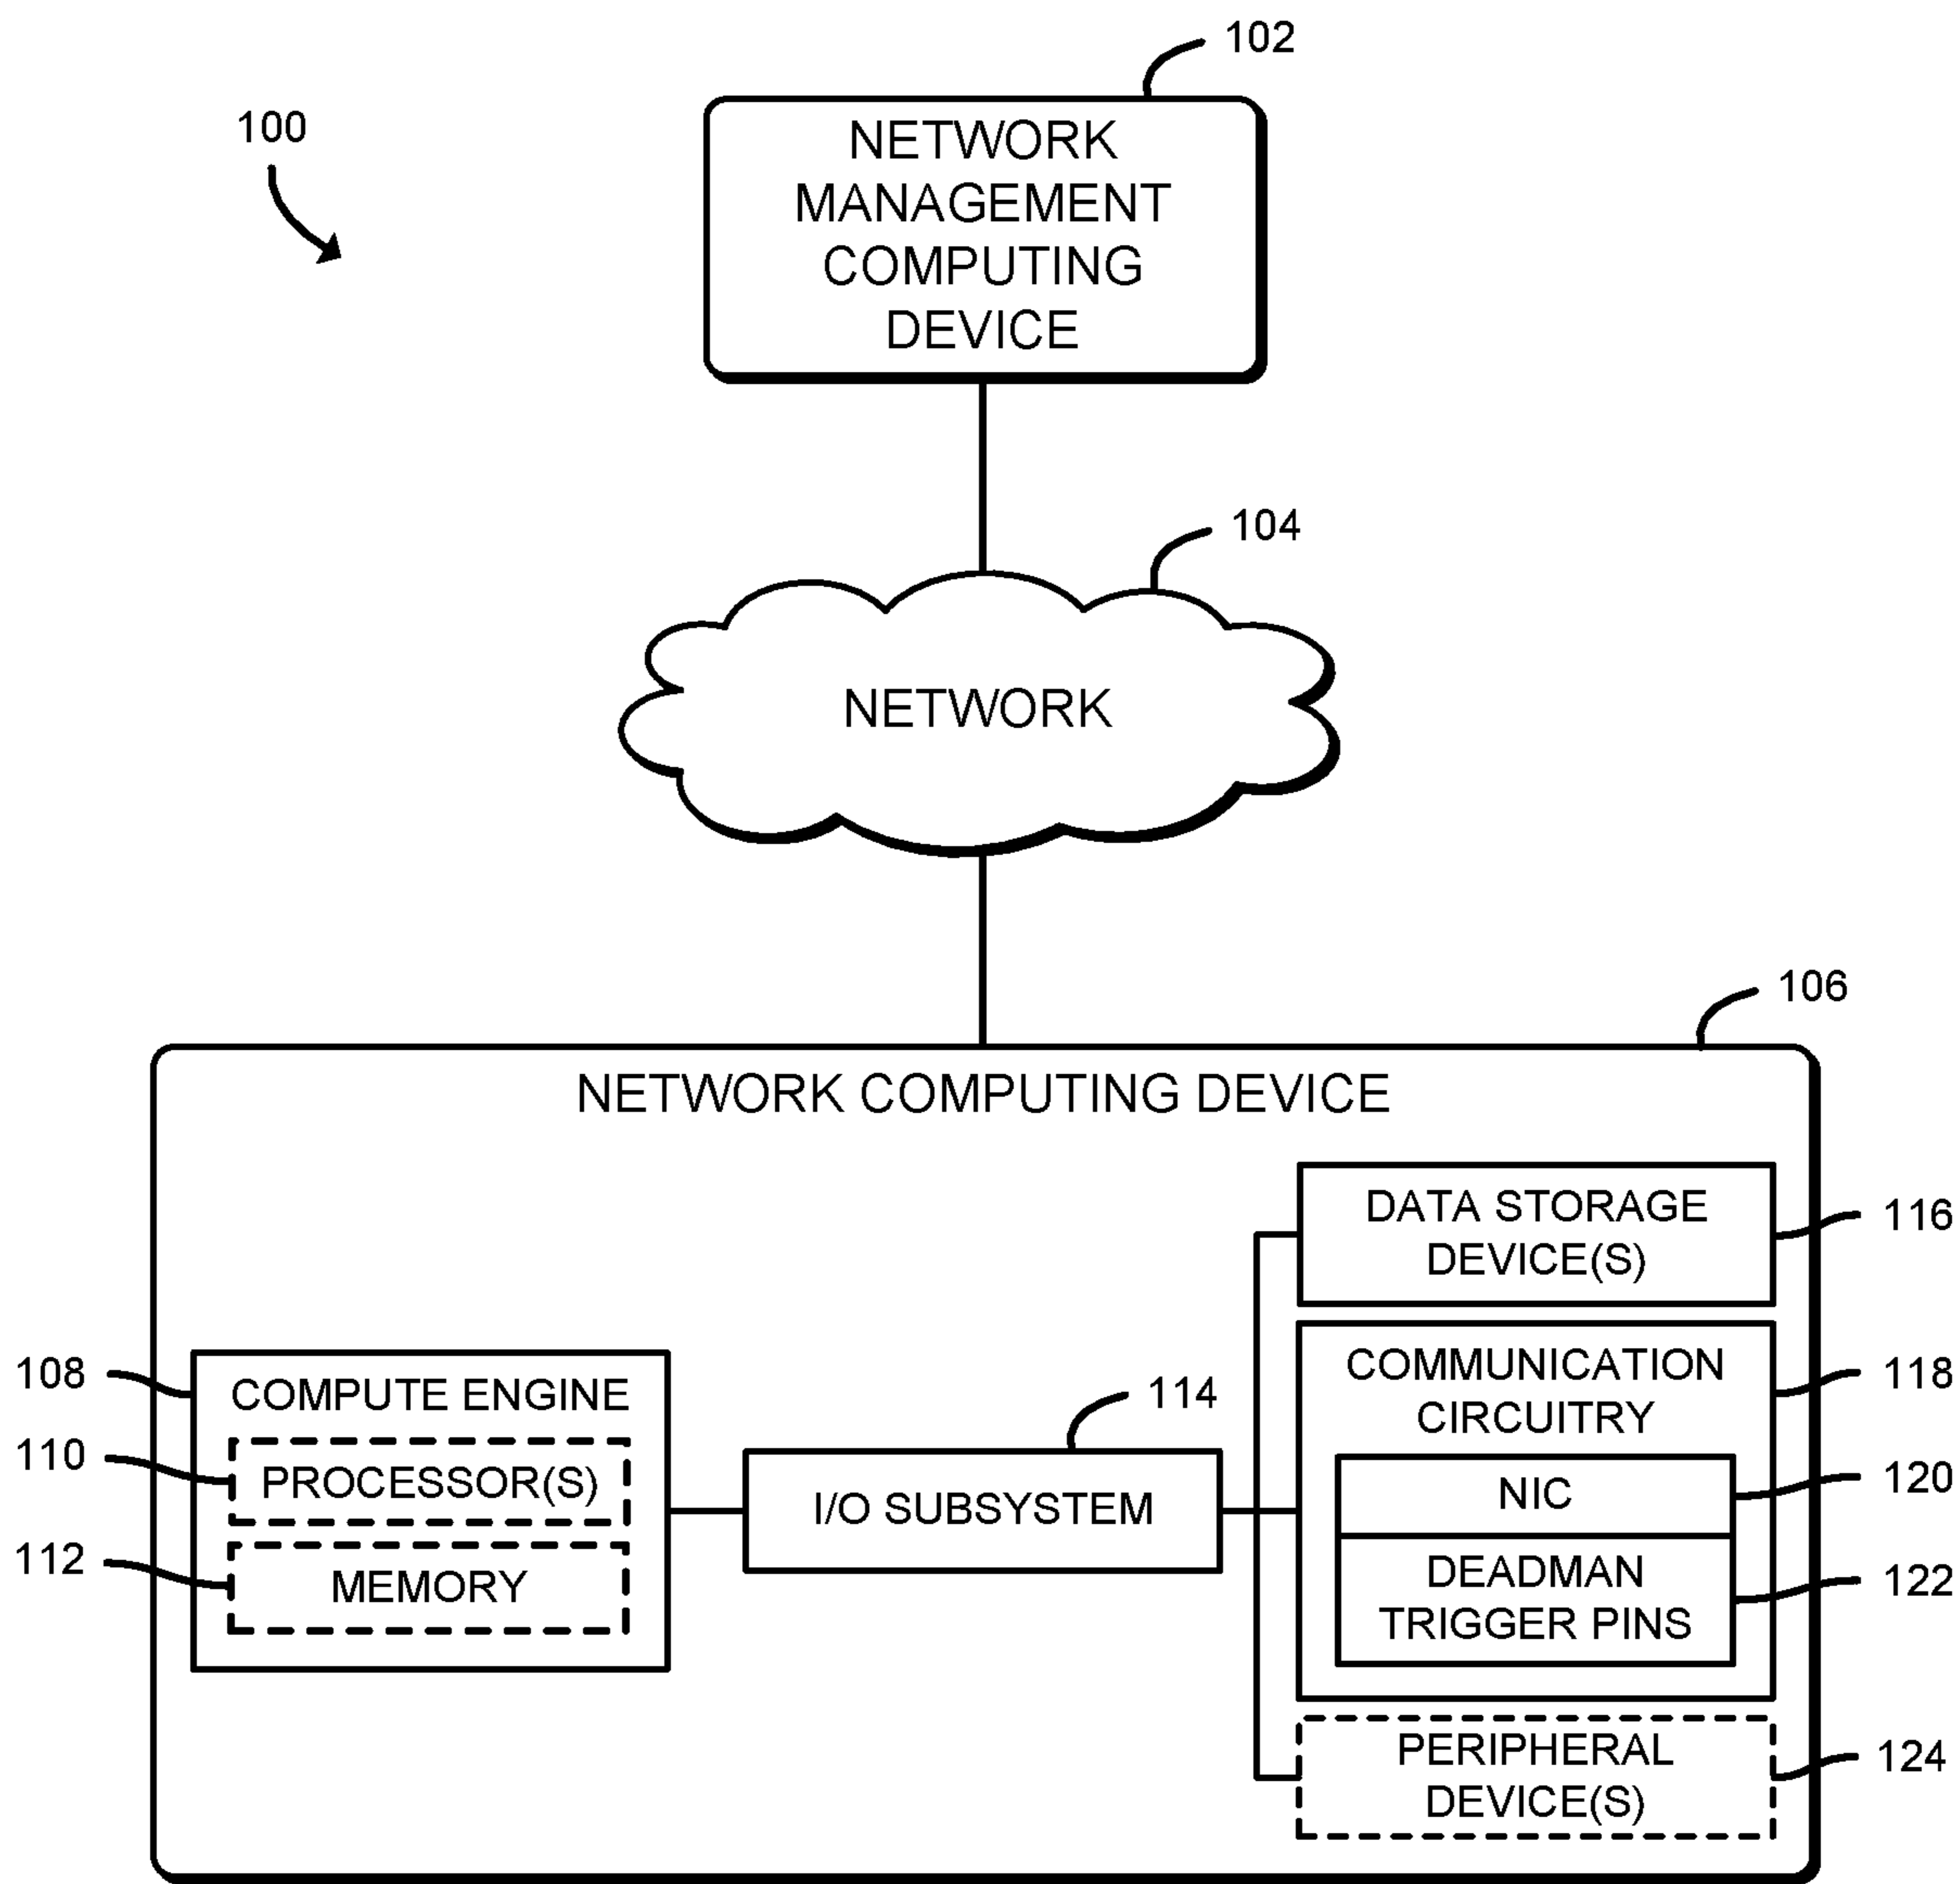 102
100
NETWORK
MANAGEMENT
COMPUTING
DEVICE
104
NETWORK
106
NETWORK COMPUTING DEVICE
DATA STORAGE
DEVICE(S)
116
108
COMPUTE ENGINE
110
PROCESSOR(S)
112
MEMORY
114
I/O SUBSYSTEM
COMMUNICATION
CIRCUITRY
118
NIC
120
DEADMAN
TRIGGER PINS
122
PERIPHERAL
DEVICE(S)
124